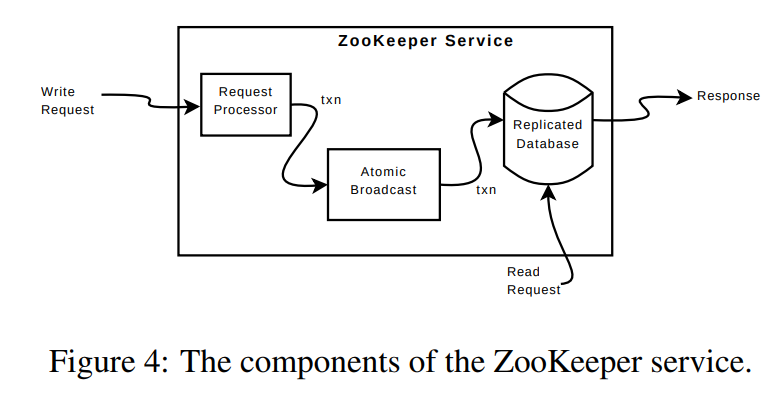 ZooKeeper Service
Write
Request
Request
Processor
txn
Atomic
Broadcast
txn
Replicated
Database
Response
Read
Request
Figure 4: The components of the ZooKeeper service.